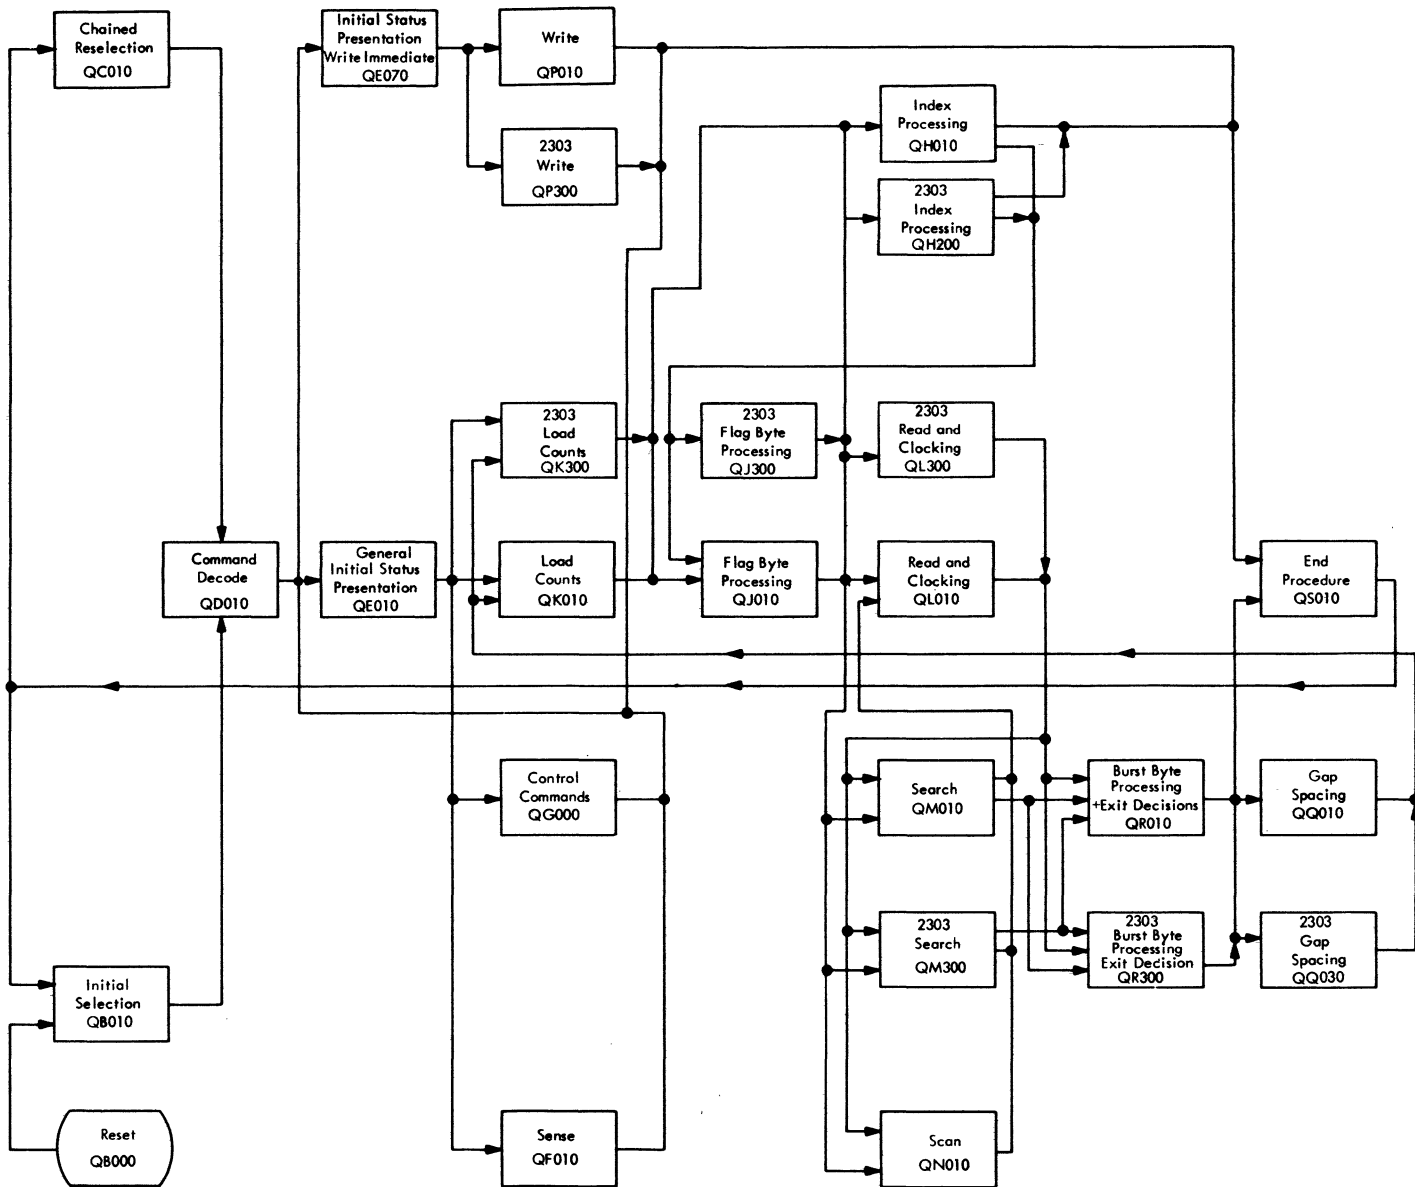 Chained
Reselection
QC010
Initial Status
Presentation
Write Immediate
QE070
Write
QP010
2303
Write
QP300
Index
Processing
QH010
2303
Index
Processing
QH200
2303
Load
Counts
QK300
2303
Flag Byte
Processing
QJ300
2303
Read and
Clocking
QL300
Command
Decode
QD010
General
Initial Status
Presentation
QE010
Load
Counts
QK010
Flag Byte
Processing
QJ010
Read and
Clocking
QL010
End
Procedure
QS010
Control
Commands
QG000
Search
QM010
Burst Byte
Processing
+Exit Decisions
QR010
Gap
Spacing
QQ010
Initial
Selection
QB010
2303
Search
QM300
2303
Burst Byte
Processing
Exit Decision
QR300
2303
Gap
Spacing
QQ030
Reset
QB000
Sense
QF010
Scan
QN010